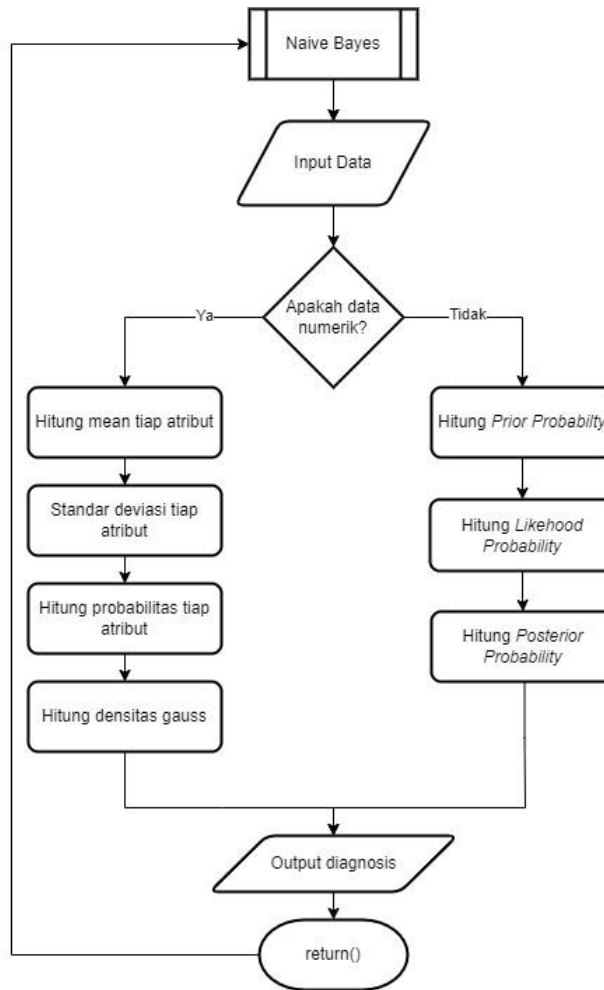 Naive Bayes
Input Data
Apakah data
numerik?
Ya
Tidak
Hitung mean tiap atribut
Standar deviasi tiap
atribut
Hitung probabilitas tiap
atribut
Hitung densitas gauss
Hitung Prior Probabilty
Hitung Likehood
Probability
Hitung Posterior
Probability
Output diagnosis
return()